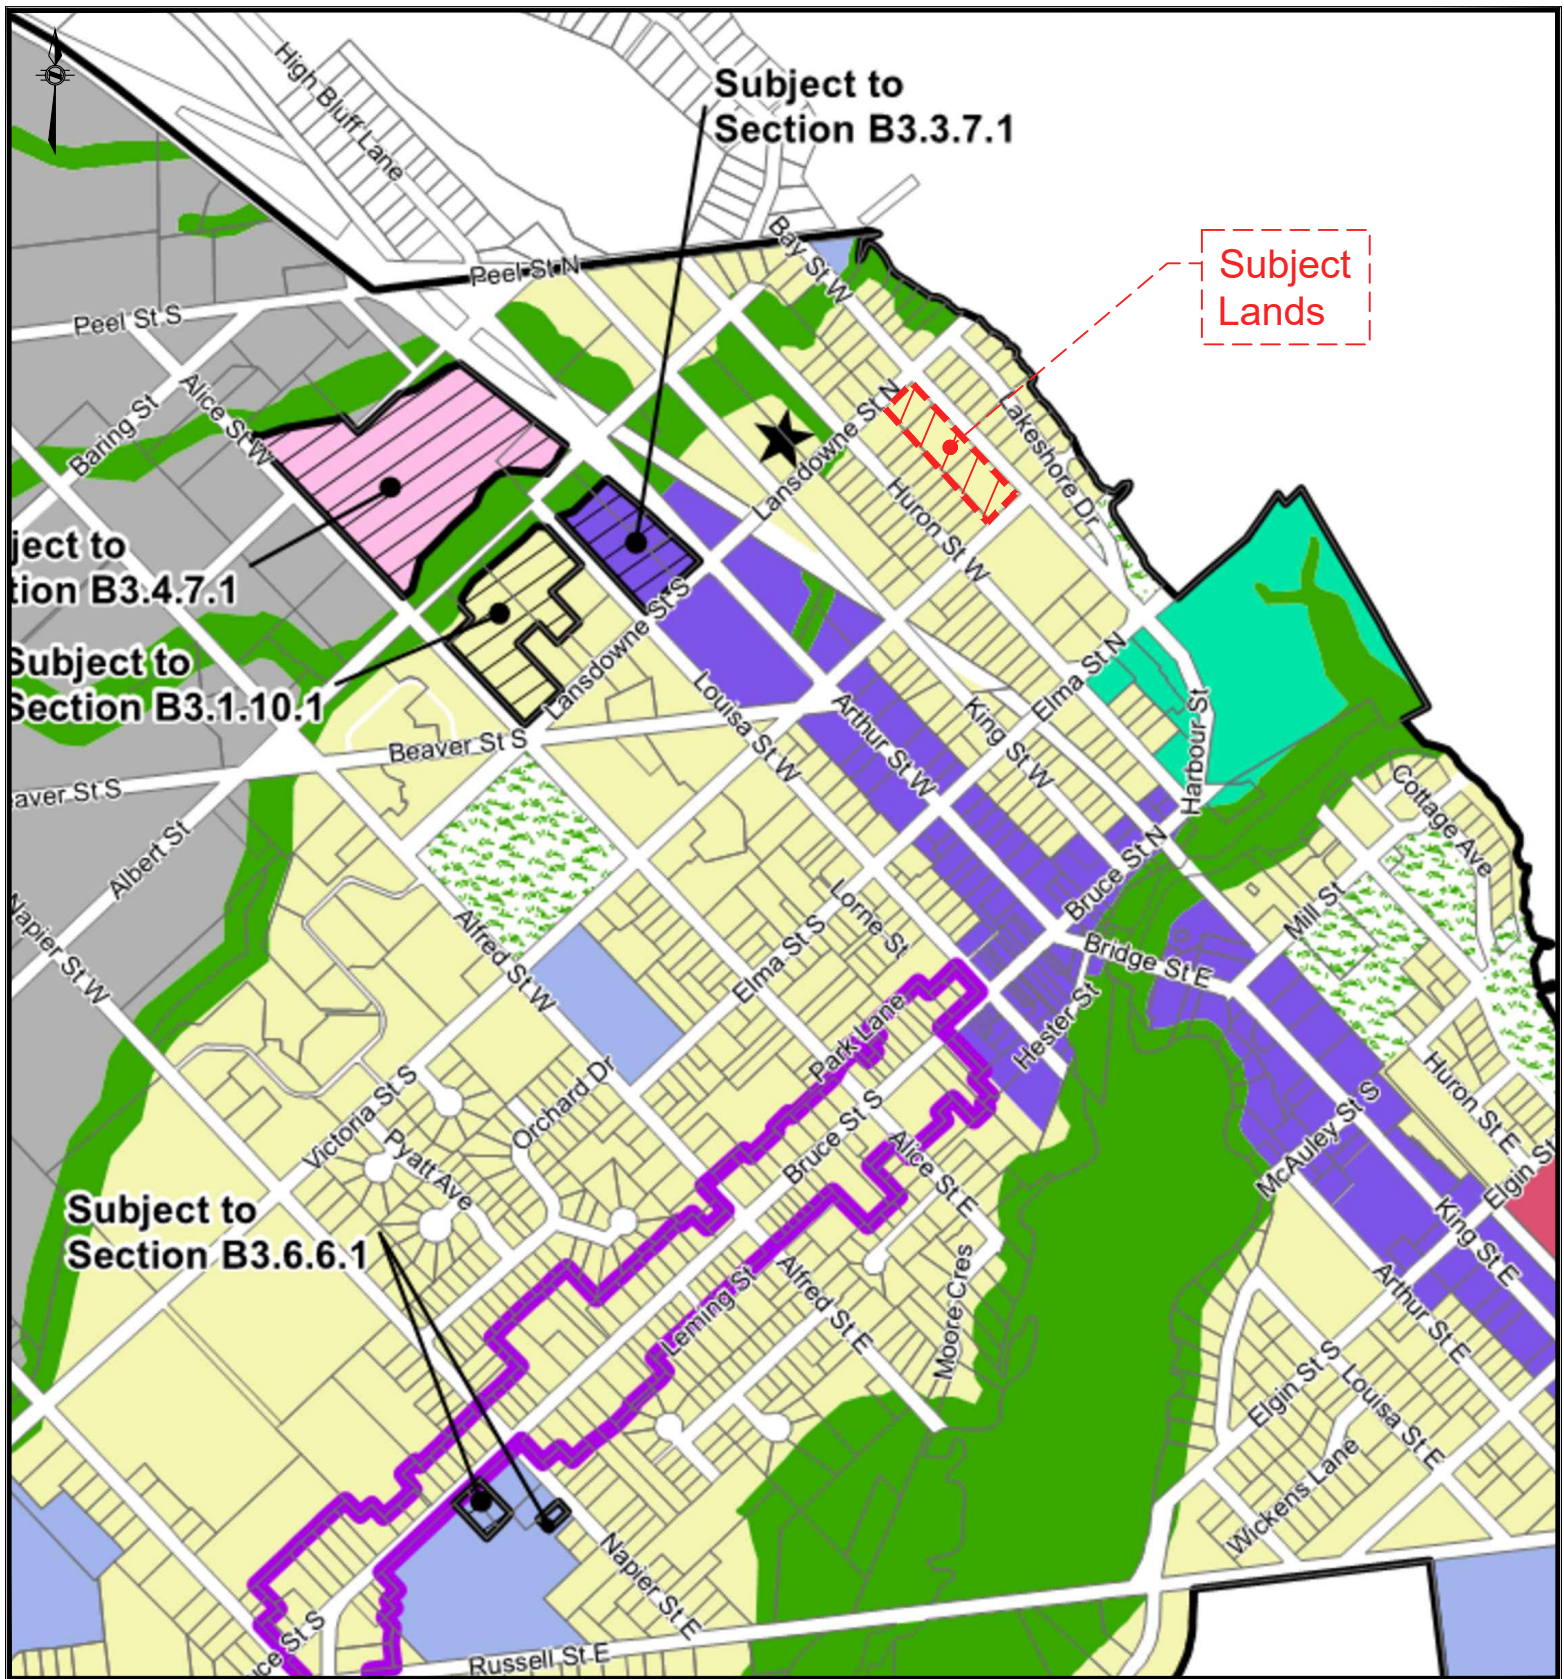 High Bluff Lane
Subject to
Section B3.3.7.1
Bay St W
Subject
Lands
Peel St N
Peel St S
Alice St W
Baring St
Lansdowne St N
Lakeshore Dr
Huron St W
ject to
tion B3.4.7.1
Subject to
Section B3.1.10.1
Lansdowne St S
Louisa St W
Arthur St W
King St W
Elma St N
Harbour St
Beaver St S
aver St S
Albert St
Napier St W
Alfred St W
Lorne St
Elma St S
Bruce St N
Bridge St E
Mill St
Cottage Ave
Hester St
Park Lane
Bruce St S
Orchard Dr
Victoria St S
Pyatt Ave
Huron St E
McAuley St S
Elgin St
King St E
Alice St E
Subject to
Section B3.6.6.1
Leming St
Alfred St E
Moore Cres
Arthur St E
Elgin St S
Louisa St E
Wickens Lane
Napier St E
uce St S
Russell St E